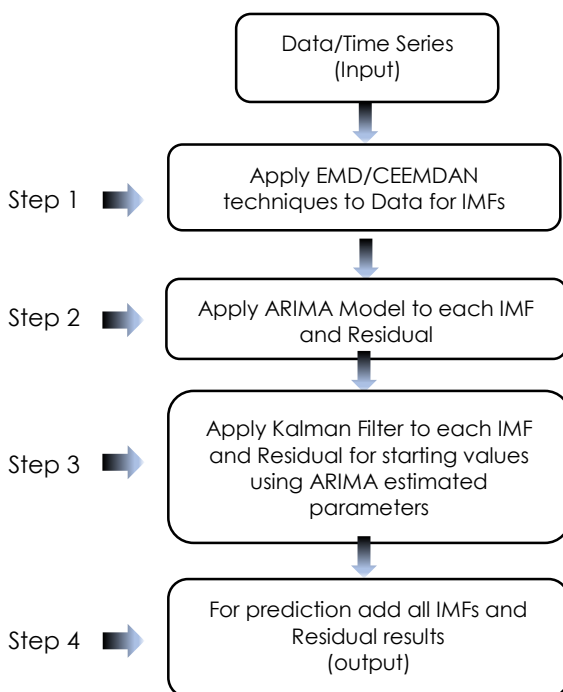 Data/Time Series
(Input)
Step 1
Apply EMD/CEEMDAN
techniques to Data for IMFs
Step 2
Apply ARIMA Model to each IMF
and Residual
Step 3
Apply Kalman Filter to each IMF
and Residual for starting values
using ARIMA estimated
parameters
Step 4
For prediction add all IMFs and
Residual results
(output)